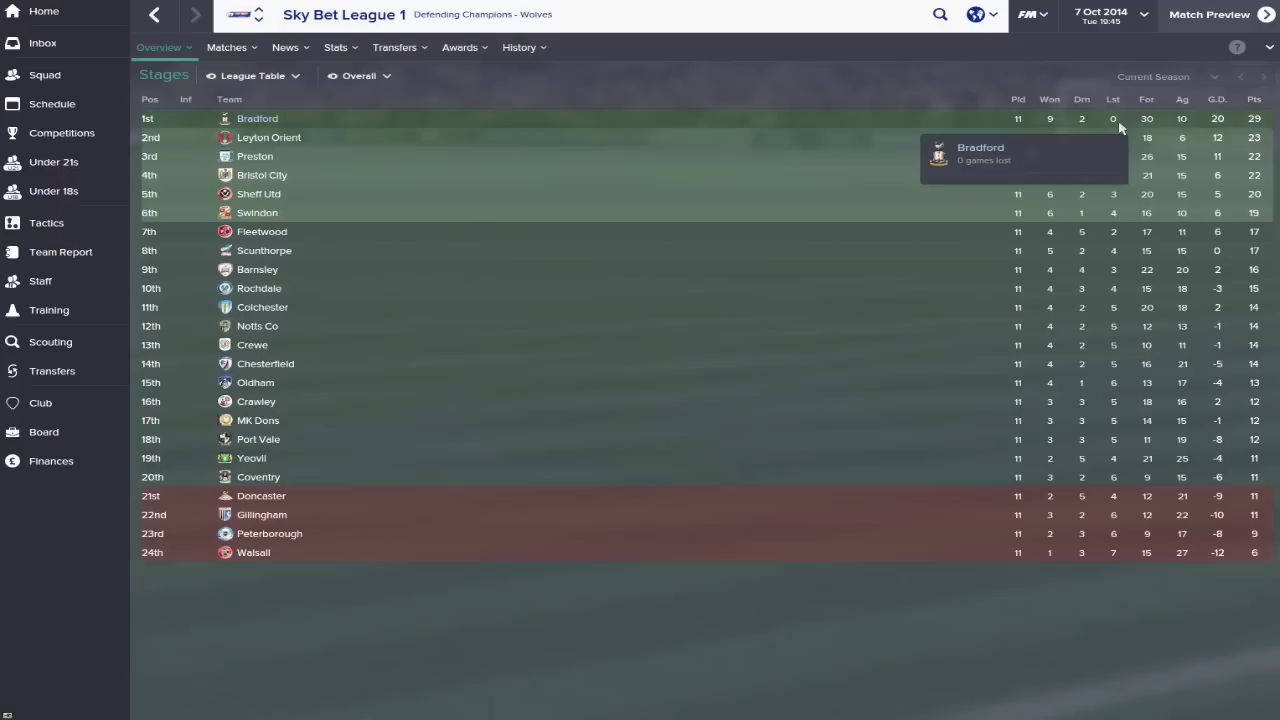 Home
Inbox
Squad
Schedule
Competitions
Under 21s
Under 18s
Tactics
Team Report
Staff
Training
Scouting
Transfers
Club
Board
Finances
Sky Bet League 1 Defending Champions - Wolves
FM 7 Oct 2014 Tue 19:45 Match Preview
Overview Matches News Stats Transfers Awards History ?
Stages League Table Overall Current Season
Pos Inf Team Pld Won Drn Lst For Ag G.D. Pts
1st Bradford 11 9 2 0 30 10 20 29
2nd Leyton Orient 18 6 12 23
3rd Preston 26 15 11 22
4th Bristol City 21 15 6 22
Bradford
0 games lost
5th Sheff Utd 11 6 2 3 20 15 5 20
6th Swindon 11 6 1 4 16 10 6 19
7th Fleetwood 11 4 5 2 17 11 6 17
8th Scunthorpe 11 5 2 4 15 15 0 17
9th Barnsley 11 4 4 3 22 20 2 16
10th Rochdale 11 4 3 4 15 18 -3 15
11th Colchester 11 4 2 5 20 18 2 14
12th Notts Co 11 4 2 5 12 13 -1 14
13th Crewe 11 4 2 5 10 11 -1 14
14th Chesterfield 11 4 2 5 16 21 -5 14
15th Oldham 11 4 1 6 13 17 -4 13
16th Crawley 11 3 3 5 18 16 2 12
17th MK Dons 11 3 3 5 14 15 -1 12
18th Port Vale 11 3 3 5 11 19 -8 12
19th Yeovil 11 2 5 4 21 25 -4 11
20th Coventry 11 3 2 6 9 15 -6 11
21st Doncaster 11 2 5 4 12 21 -9 11
22nd Gillingham 11 3 2 6 12 22 -10 11
23rd Peterborough 11 2 3 6 9 17 -8 9
24th Walsall 11 1 3 7 15 27 -12 6